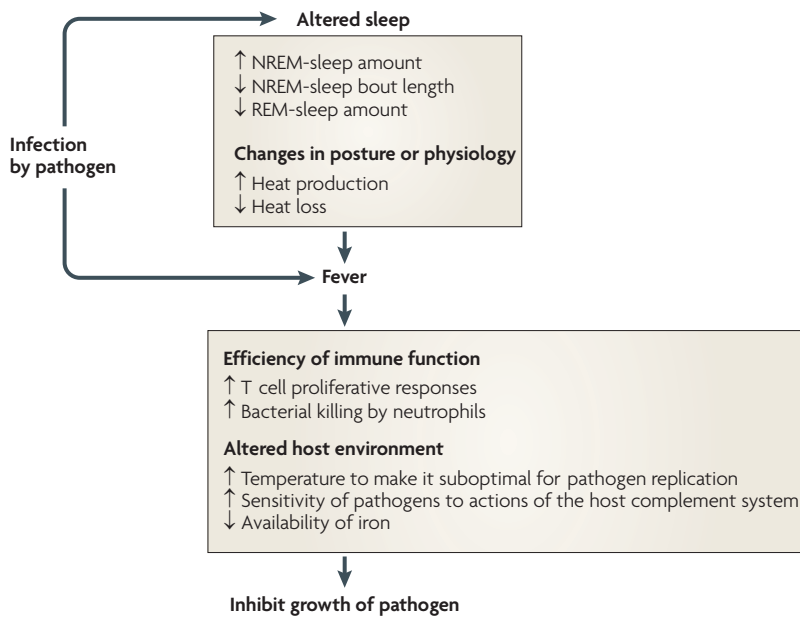 Altered sleep
↑ NREM-sleep amount
↓ NREM-sleep bout length
↓ REM-sleep amount
Infection
by pathogen
Changes in posture or physiology
↑ Heat production
↓ Heat loss
Fever
Efficiency of immune function
↑ T cell proliferative responses
↑ Bacterial killing by neutrophils
Altered host environment
↑ Temperature to make it suboptimal for pathogen replication
↑ Sensitivity of pathogens to actions of the host complement system
↓ Availability of iron
Inhibit growth of pathogen